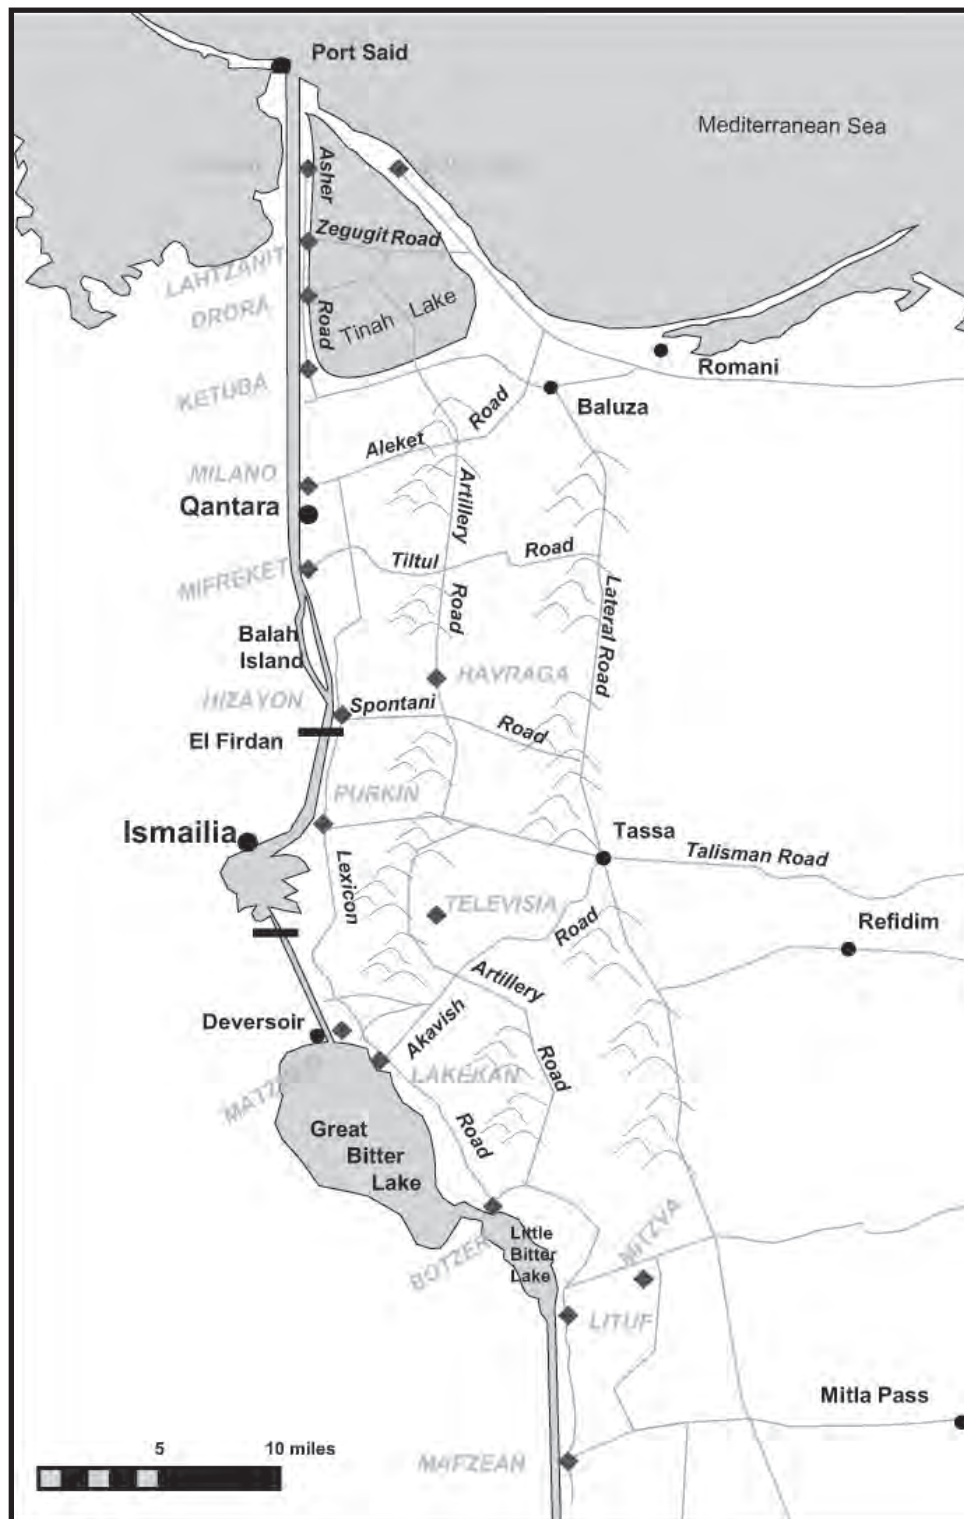 Port Said
Mediterranean Sea
Asher
Zegugit Road
LAHTZANIT
DRORA
Road
Tinah Lake
Romani
KETUBA
Baluza
Road
Aleket
MILANO
Artillery
Qantara
Tiltul
Road
MIFREKET
Road
Lateral Road
Balah
Island
HAVRAGA
HIZAYON
Spontani
Road
El Firdan
PURKIN
Ismailia
Tassa
Talisman Road
Lexicon
TELEVISIA
Road
Refidim
Artillery
Deversoir
Akavish
Road
LAKEKAN
Great
Bitter
Lake
Road
Little
Bitter
Lake
BOTZER
MITZVA
LITUF
Mitla Pass
5
10 miles
MAFZEAH